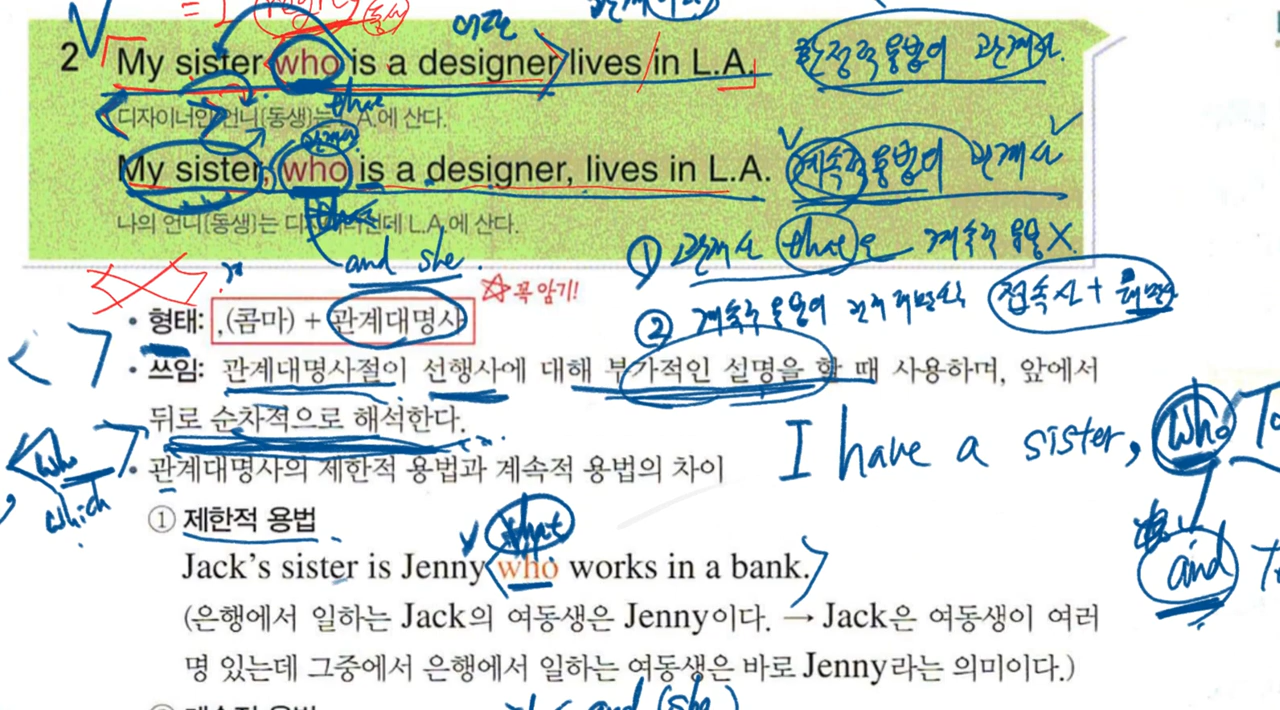 = I (동사)
어떤
2 My sister who is a designer lives in L.A. 한정적 용법의 관계사.
that
디자이너인 언니(동생)는 L.A.에 산다.
관계사
My sister, who is a designer, lives in L.A. 계속적 용법의 관계사
that
나의 언니(동생)는 디자이너인데 L.A.에 산다.
and she.
① 관계사 that은 계속적 용법 X.
☆꼭 암기!
• 형태: ,(콤마) + 관계대명사
② 계속적 용법의 관계대명사 접속사 + 대명사
• 쓰임: 관계대명사절이 선행사에 대해 부가적인 설명을 할 때 사용하며, 앞에서
뒤로 순차적으로 해석한다.
I have a sister, who
who
which
• 관계대명사의 제한적 용법과 계속적 용법의 차이
and
① 제한적 용법
that
Jack's sister is Jenny who works in a bank.
(은행에서 일하는 Jack의 여동생은 Jenny이다. → Jack은 여동생이 여러
명 있는데 그중에서 은행에서 일하는 여동생은 바로 Jenny라는 의미이다.)
and (she)